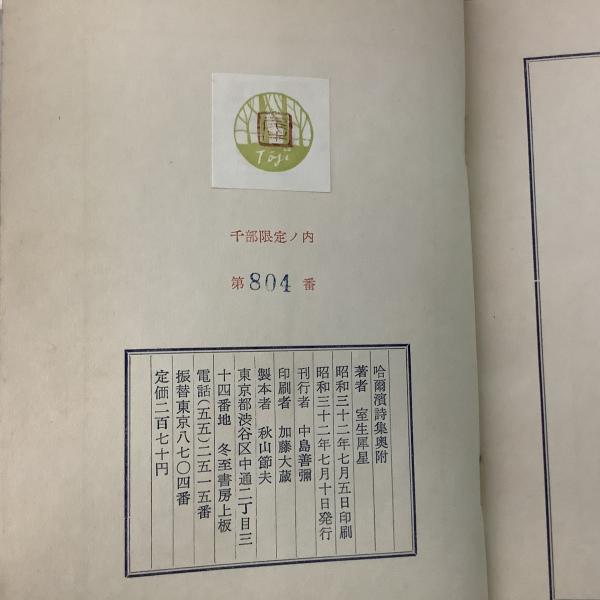 Tōji
千部限定ノ内
第804番
哈爾濱詩集奥附
著者 室生犀星
昭和三十二年七月五日印刷
昭和三十二年七月十日発行
刊行者 中島善彌
印刷者 加藤大蔵
製本者 秋山節夫
東京都渋谷区中通二丁目三
十四番地 冬至書房上板
電話(五五)二五一五番
振替東京八七〇四番
定価二百七十円